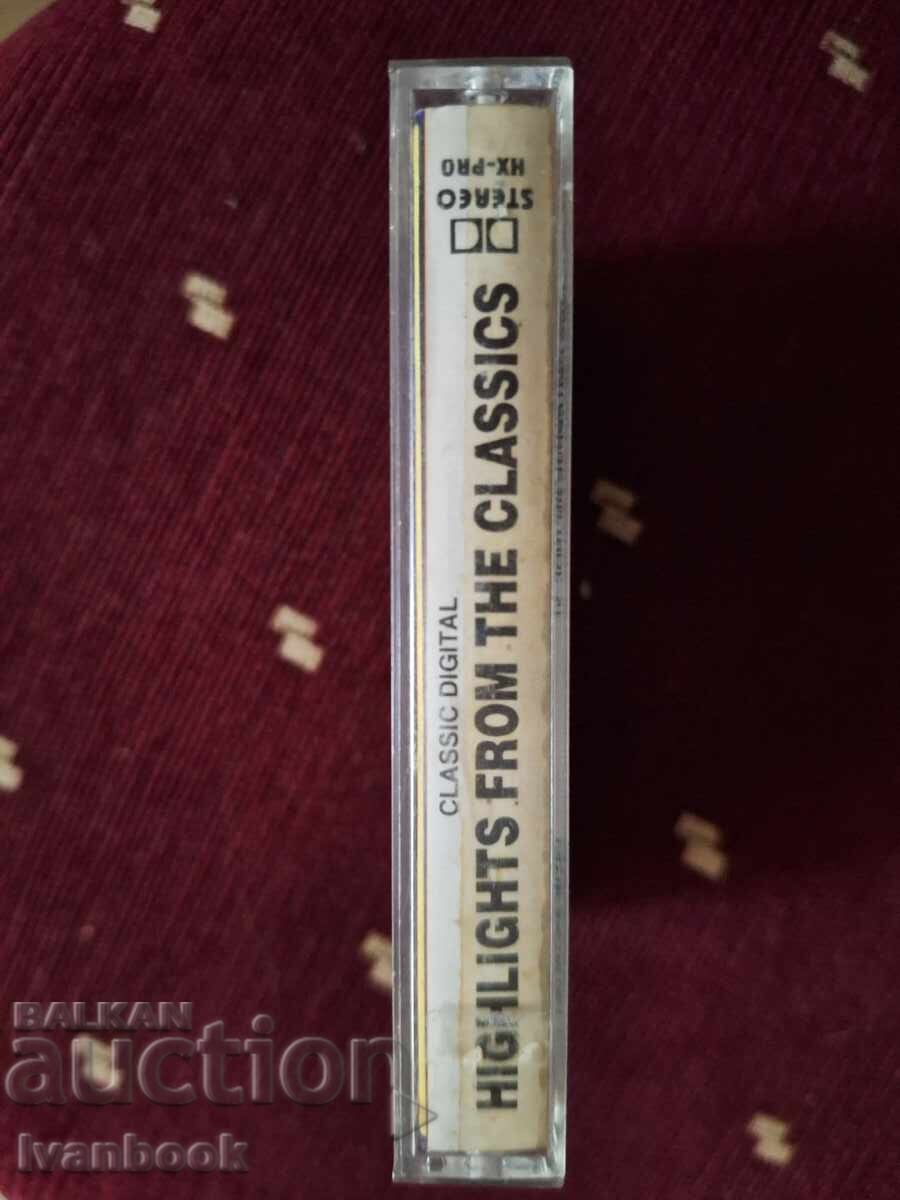 CLASSIC DIGITAL
HIGHLIGHTS FROM THE CLASSICS
STEREO
HX-PRO
BALKAN
auction
Ivanbook